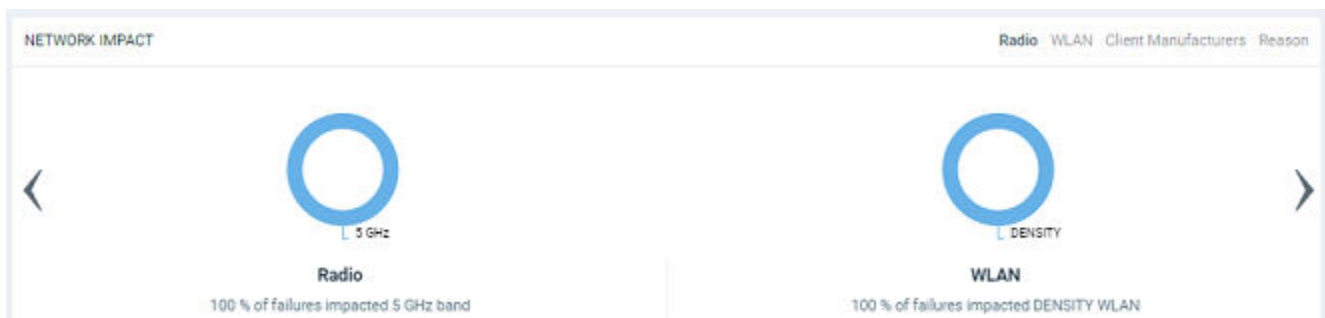 NETWORK IMPACT
Radio WLAN Client Manufacturers Reason
5 GHz
DENSITY
Radio
WLAN
100 % of failures impacted 5 GHz band
100 % of failures impacted DENSITY WLAN